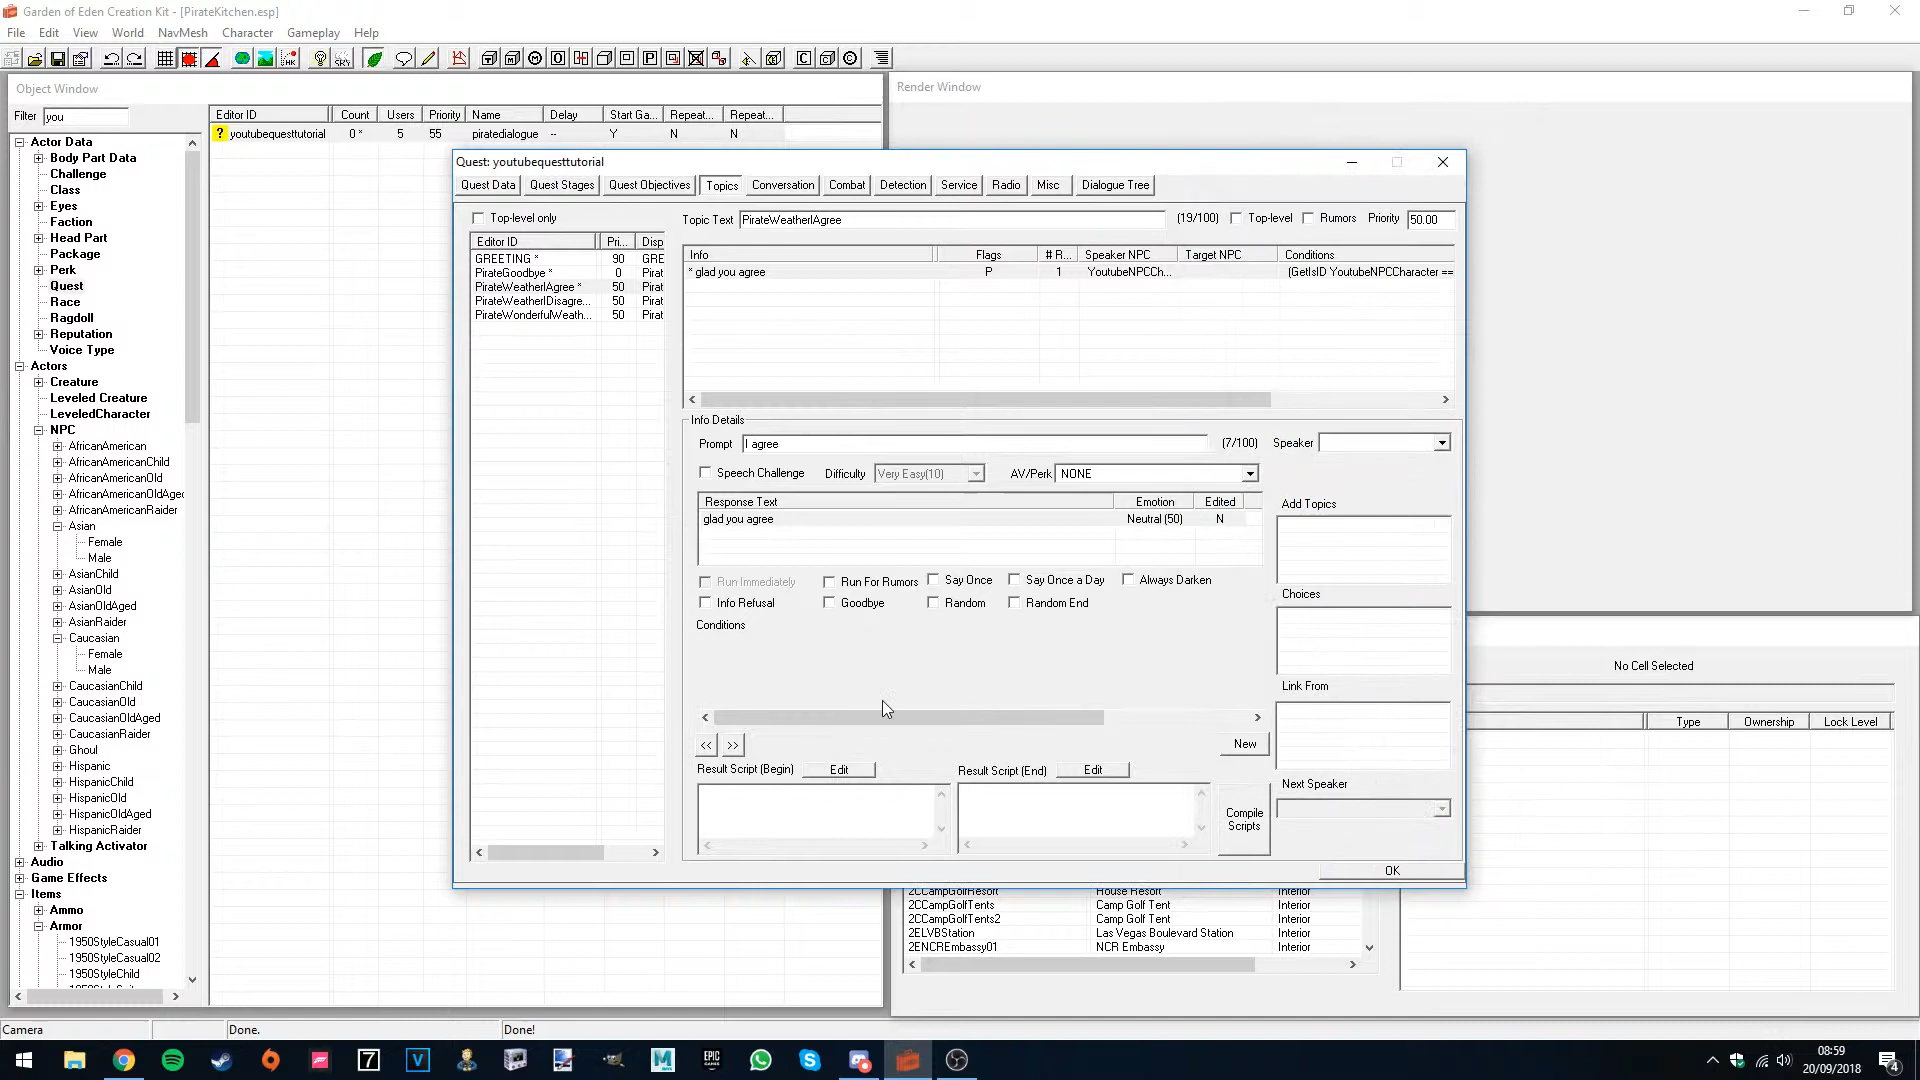 Garden of Eden Creation Kit - [PirateKitchen.esp]
File Edit View World NavMesh Character Gameplay Help
Object Window
Render Window
Filter you
Editor ID Count Users Priority Name Delay Start Ga... Repeat... Repeat...
youtubequesttutorial 0 * 5 55 piratedialogue -- Y N N
Actor Data
Body Part Data
Challenge
Class
Eyes
Faction
Head Part
Package
Perk
Quest
Race
Ragdoll
Reputation
Voice Type
Actors
Creature
Leveled Creature
LeveledCharacter
NPC
AfricanAmerican
AfricanAmericanChild
AfricanAmericanOld
AfricanAmericanOldAged
AfricanAmericanRaider
Asian
Female
Male
AsianChild
AsianOld
AsianOldAged
AsianRaider
Caucasian
Female
Male
CaucasianChild
CaucasianOld
CaucasianOldAged
CaucasianRaider
Ghoul
Hispanic
HispanicChild
HispanicOld
HispanicOldAged
HispanicRaider
Talking Activator
Audio
Game Effects
Items
Ammo
Armor
1950StyleCasual01
1950StyleCasual02
1950StyleChild
Quest: youtubequesttutorial
Quest Data Quest Stages Quest Objectives Topics Conversation Combat Detection Service Radio Misc Dialogue Tree
Top-level only
Editor ID Pri... Disp
GREETING * 90 GRE
PirateGoodbye * 0 Pirat
PirateWeatherIAgree * 50 Pirat
PirateWeatherIDisagre... 50 Pirat
PirateWonderfulWeath... 50 Pirat
Topic Text PirateWeatherIAgree (19/100) Top-level Rumors Priority 50.00
Info Flags # R... Speaker NPC Target NPC Conditions
* glad you agree P 1 YoutubeNPCCh... (GetIsID YoutubeNPCCharacter ==
Info Details
Prompt I agree (7/100) Speaker
Speech Challenge Difficulty Very Easy(10) AV/Perk NONE
Response Text Emotion Edited
glad you agree Neutral (50) N
Run Immediately Run For Rumors Say Once Say Once a Day Always Darken
Info Refusal Goodbye Random Random End
Conditions
<< >> New
Result Script (Begin) Edit Result Script (End) Edit
Compile Scripts
Add Topics
Choices
Link From
Next Speaker
OK
No Cell Selected
Type Ownership Lock Level
2CCampGolfResort House Resort Interior
2CCampGolfTents Camp Golf Tent Interior
2CCampGolfTents2 Camp Golf Tent Interior
2ELVBStation Las Vegas Boulevard Station Interior
2ENCREmbassy01 NCR Embassy Interior
Camera Done. Done!
08:59
20/09/2018
4